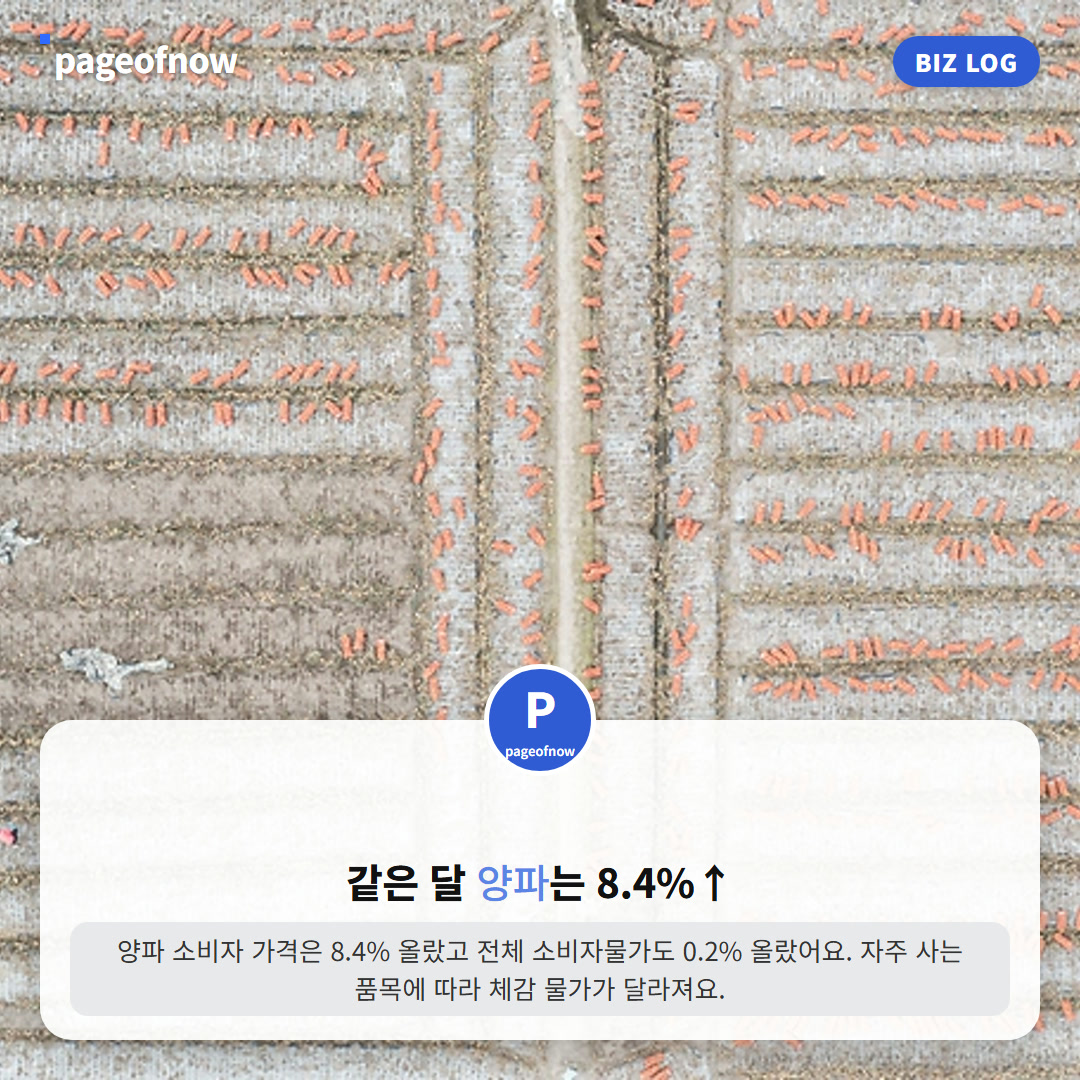 pageofnow
BIZ LOG
P
pageofnow
같은 달 양파는 8.4%↑
양파 소비자 가격은 8.4% 올랐고 전체 소비자물가도 0.2% 올랐어요. 자주 사는
품목에 따라 체감 물가가 달라져요.